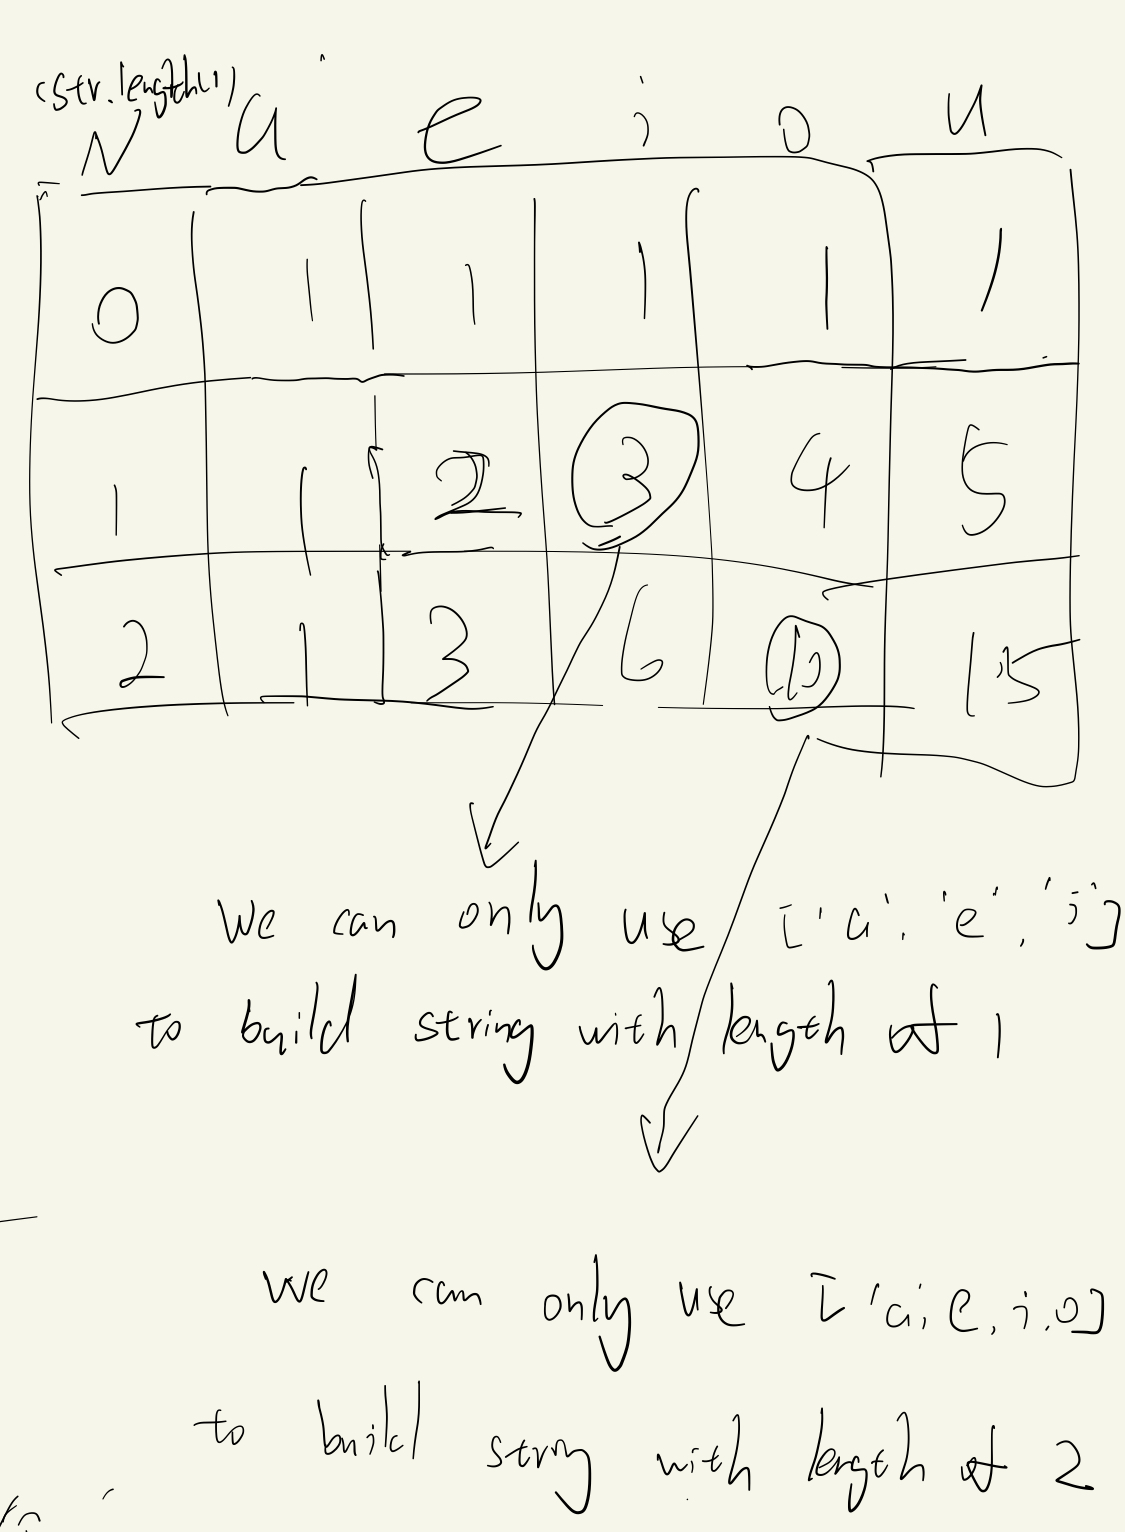 (str.length())
N a e i o u
0 1 1 1 1 1
1 1 2 3 4 5
2 1 3 6 10 15
We can only use ['a', 'e', 'i']
to build string with length of 1
we can only use ['a, e, i, o]
to build string with length of 2